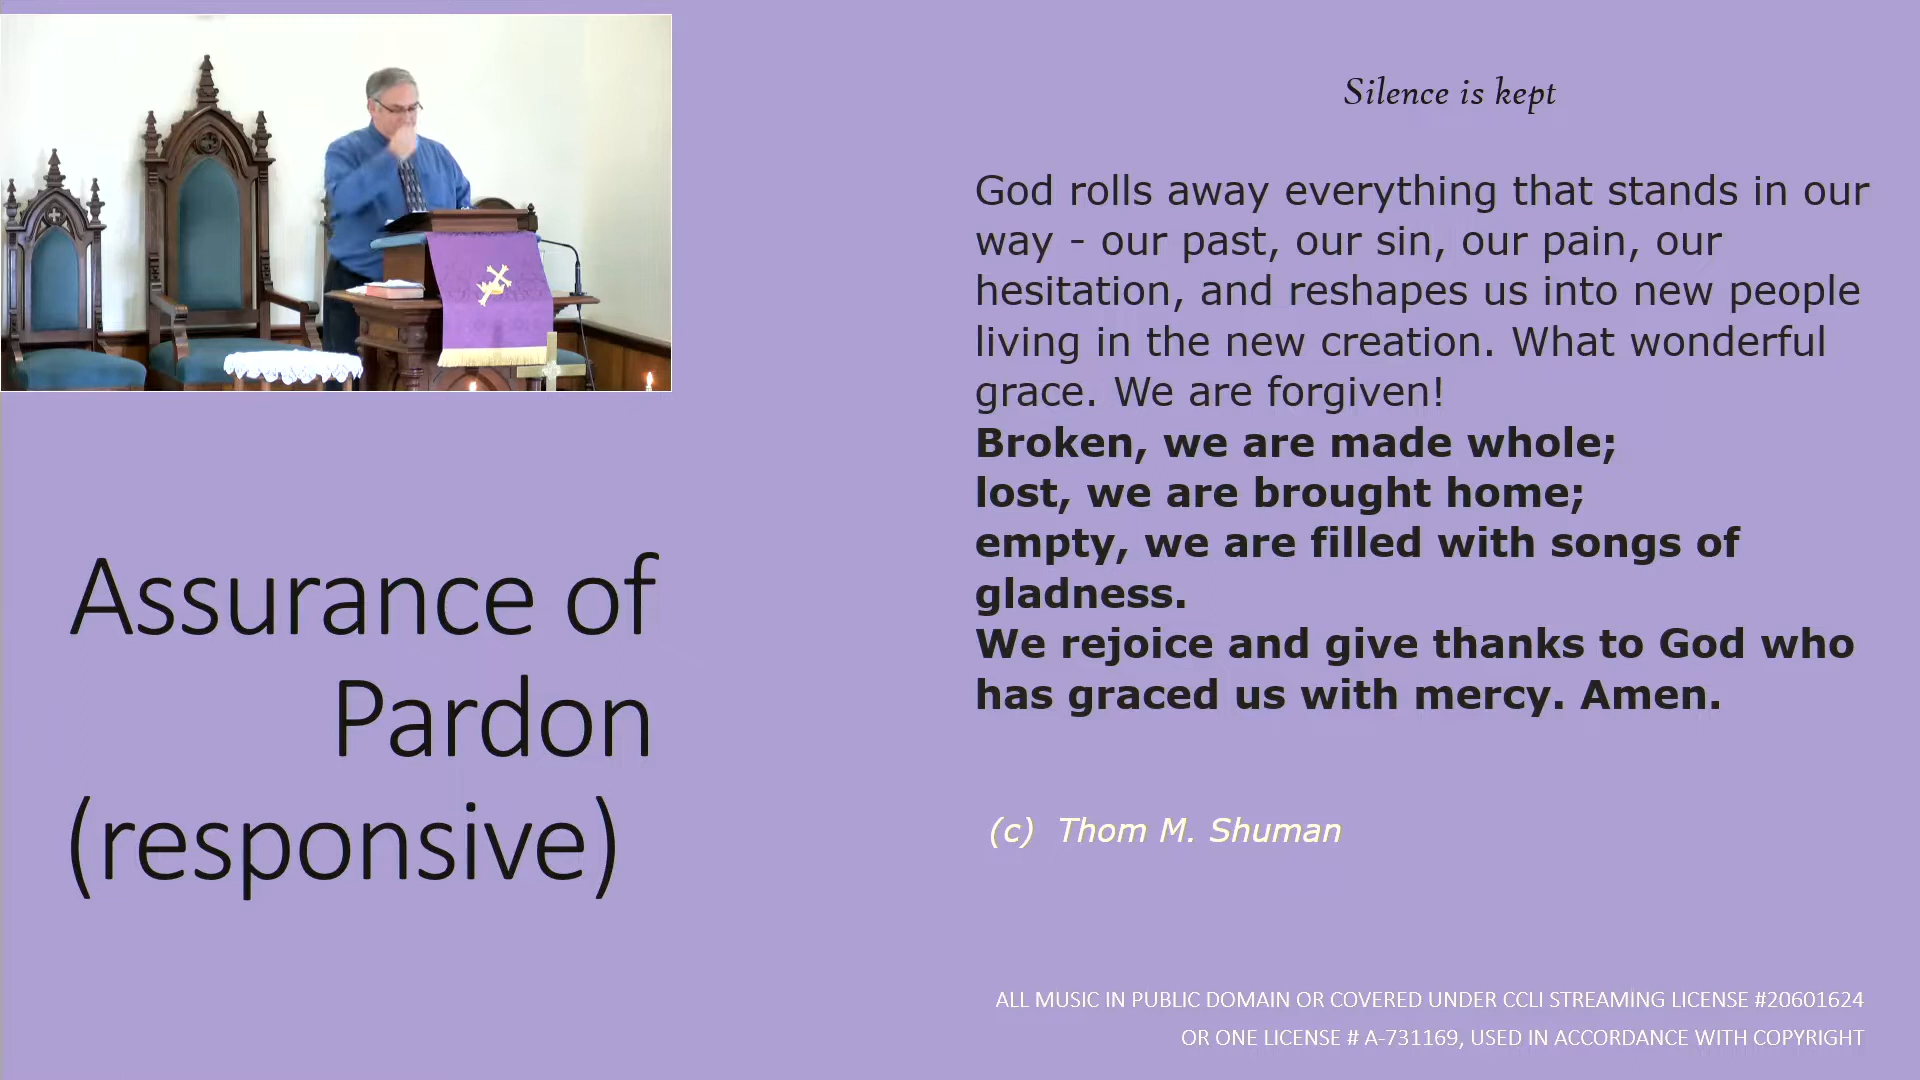 Silence is kept
God rolls away everything that stands in our
way - our past, our sin, our pain, our
hesitation, and reshapes us into new people
living in the new creation. What wonderful
grace. We are forgiven!
Broken, we are made whole;
lost, we are brought home;
empty, we are filled with songs of
gladness.
We rejoice and give thanks to God who
has graced us with mercy. Amen.
(c) Thom M. Shuman
Assurance of
Pardon
(responsive)
ALL MUSIC IN PUBLIC DOMAIN OR COVERED UNDER CCLI STREAMING LICENSE #20601624
OR ONE LICENSE # A-731169, USED IN ACCORDANCE WITH COPYRIGHT